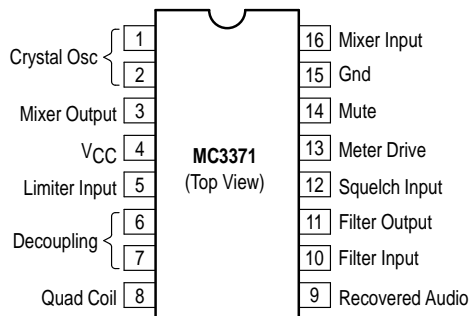 Crystal Osc
1
2
Mixer Output 3
VCC 4
Limiter Input 5
Decoupling
6
7
Quad Coil 8
MC3371
(Top View)
16 Mixer Input
15 Gnd
14 Mute
13 Meter Drive
12 Squelch Input
11 Filter Output
10 Filter Input
9 Recovered Audio